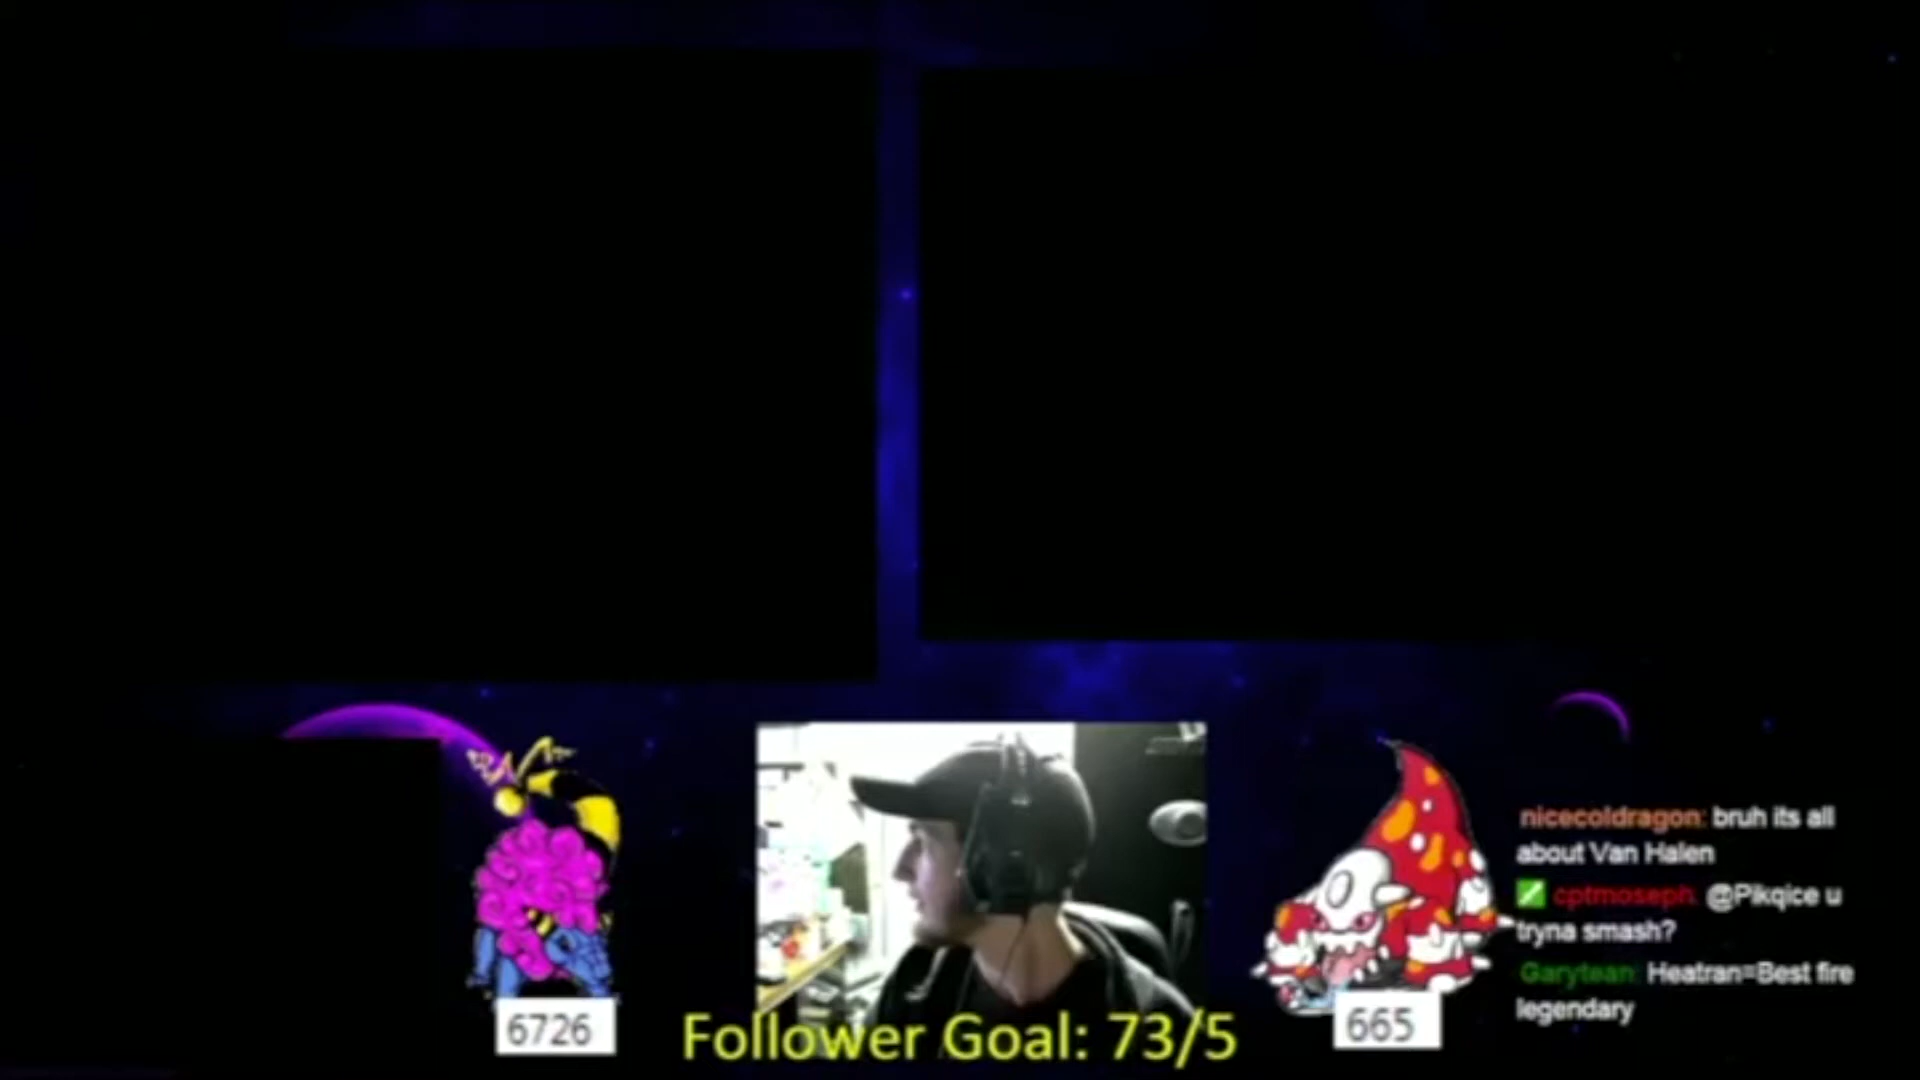 nicecoldragon: bruh its all
about Van Halen
cptmoseph: @Pikqice u
tryna smash?
Garytean: Heatran=Best fire
legendary
6726
Follower Goal: 73/5
665